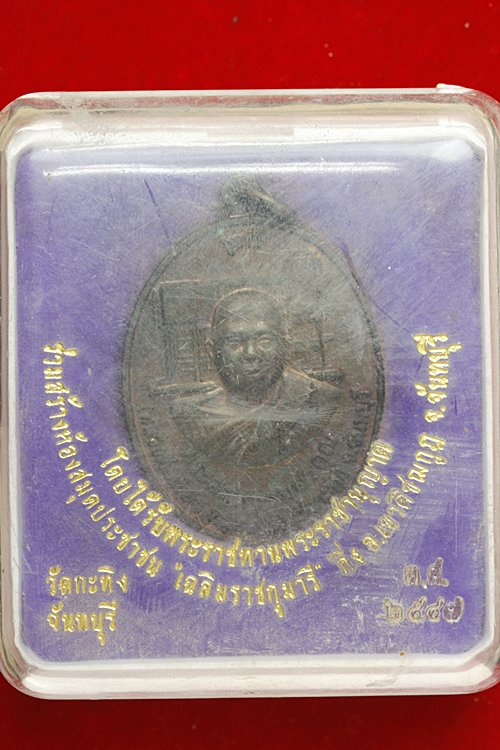 โดยได้รับพระราชทานพระราชานุญาต
ร่วมสร้างห้องสมุดประชาชน "เฉลิมราชกุมารี" กิ่ง อ.เขาคิชฌกูฏ จ.จันทบุรี
วัดกะทิง
จันทบุรี
๒๕๔๗